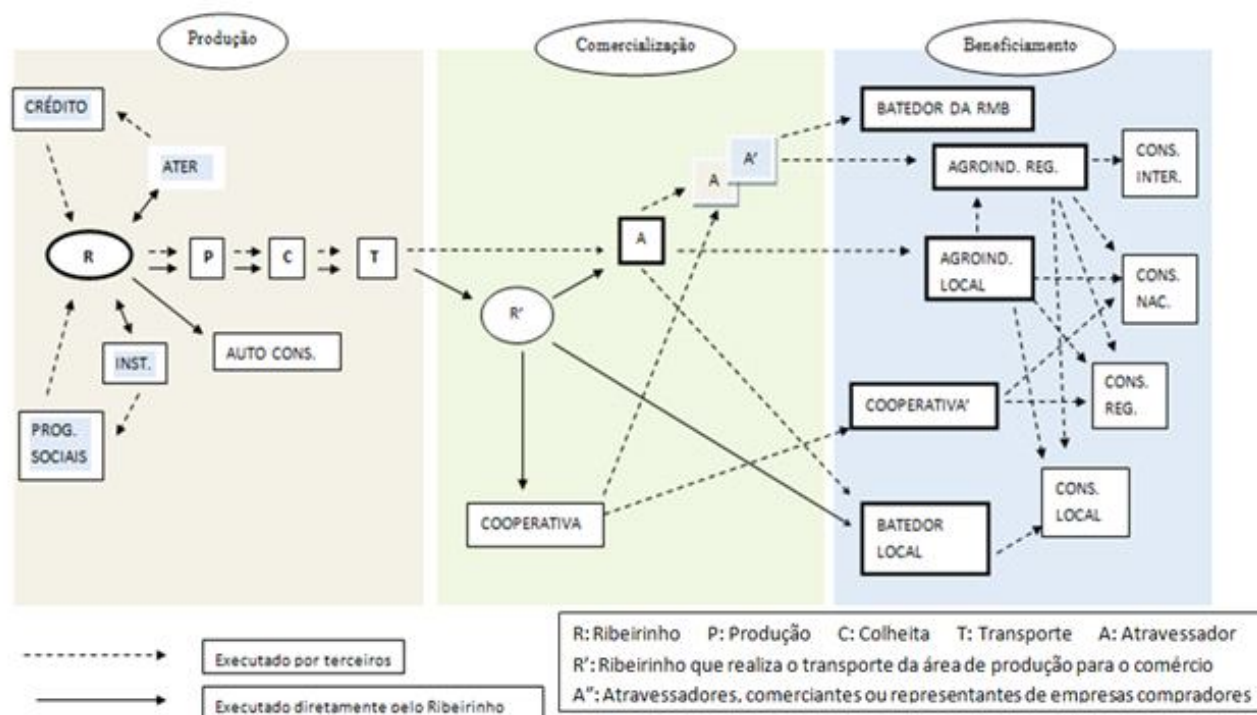 Produção
Comercialização
Beneficiamento
CRÉDITO
ATER
R
P
C
T
AUTO CONS.
INST.
PROG.
SOCIAIS
R’
A
A
A’
COOPERATIVA
BATEDOR DA RMB
AGROIND. REG.
AGROIND.
LOCAL
COOPERATIVA’
BATEDOR
LOCAL
CONS.
INTER.
CONS.
NAC.
CONS.
REG.
CONS.
LOCAL
Executado por terceiros
Executado diretamente pelo Ribeirinho
R: Ribeirinho P: Produção C: Colheita T: Transporte A: Atravessador
R’: Ribeirinho que realiza o transporte da área de produção para o comércio
A”: Atravessadores, comerciantes ou representantes de empresas compradores